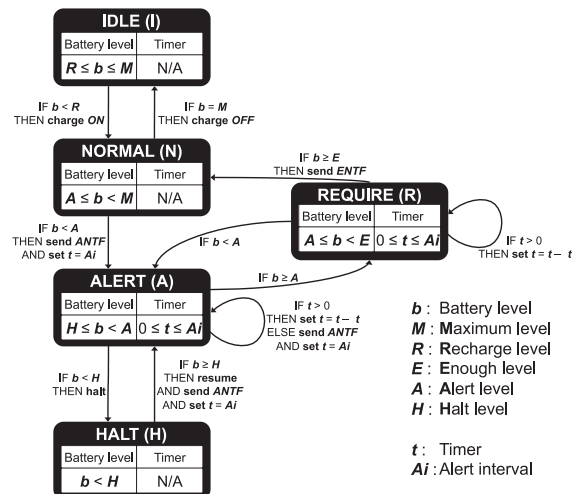 IDLE (I)
Battery level Timer
R ≤ b ≤ M N/A
IF b < R
THEN charge ON
IF b = M
THEN charge OFF
NORMAL (N)
Battery level Timer
A ≤ b < M N/A
IF b ≥ E
THEN send ENTF
REQUIRE (R)
Battery level Timer
A ≤ b < E 0 ≤ t ≤ Ai
IF t > 0
THEN set t = t – t
IF b < A
THEN send ANTF
AND set t = Ai
IF b < A
IF b ≥ A
ALERT (A)
Battery level Timer
H ≤ b < A 0 ≤ t ≤ Ai
IF t > 0
THEN set t = t – t
ELSE send ANTF
AND set t = Ai
IF b < H
THEN halt
IF b ≥ H
THEN resume
AND send ANTF
AND set t = Ai
HALT (H)
Battery level Timer
b < H N/A
b : Battery level
M : Maximum level
R : Recharge level
E : Enough level
A : Alert level
H : Halt level
t : Timer
Ai : Alert interval